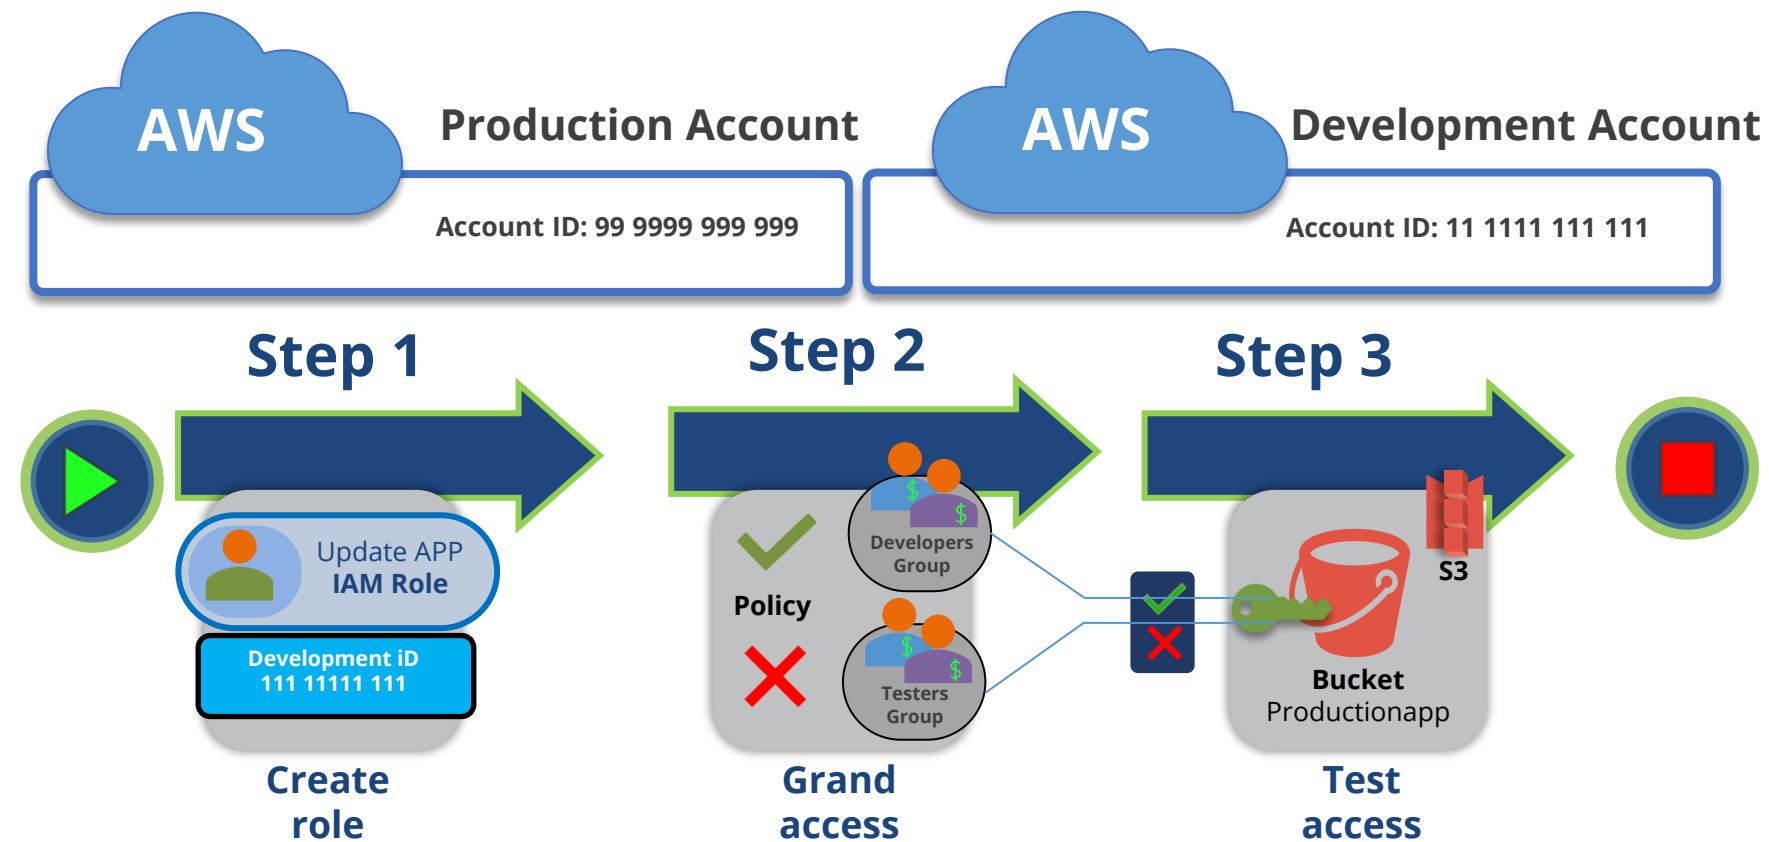 AWS
Production Account
Account ID: 99 9999 999 999
AWS
Development Account
Account ID: 11 1111 111 111
Step 1
Step 2
Step 3
Update APP
IAM Role
Development iD
111 11111 111
Create
role
Policy
$
$
Developers
Group
$
$
Testers
Group
Grand
access
S3
Bucket
Productionapp
Test
access